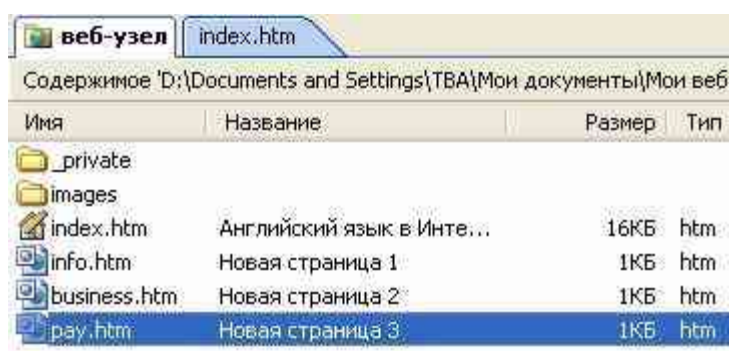 веб-узел index.htm
Содержимое 'D:\Documents and Settings\TBA\Мои документы\Мои веб
Имя Название Размер Тип
_private
images
index.htm Английский язык в Инте... 16КБ htm
info.htm Новая страница 1 1КБ htm
business.htm Новая страница 2 1КБ htm
pay.htm Новая страница 3 1КБ htm